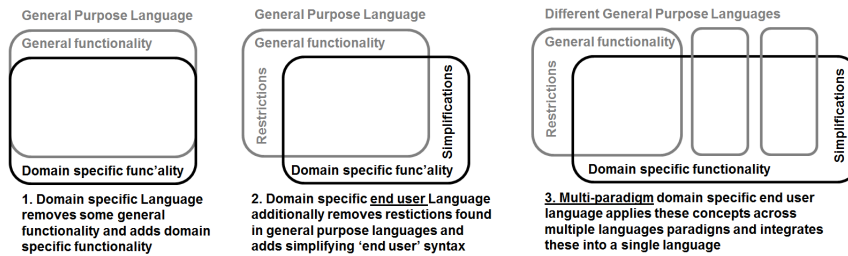 General Purpose Language
General functionality
Domain specific func'ality
1. Domain specific Language
removes some general
functionality and adds domain
specific functionality
General Purpose Language
General functionality
Restrictions
Simplifications
Domain specific func'ality
2. Domain specific end user Language
additionally removes restictions found
in general purpose languages and
adds simplifying ‘end user’ syntax
Different General Purpose Languages
General functionality
Restrictions
Simplifications
Domain specific functionality
3. Multi-paradigm domain specific end user
language applies these concepts across
multiple languages paradigms and integrates
these into a single language